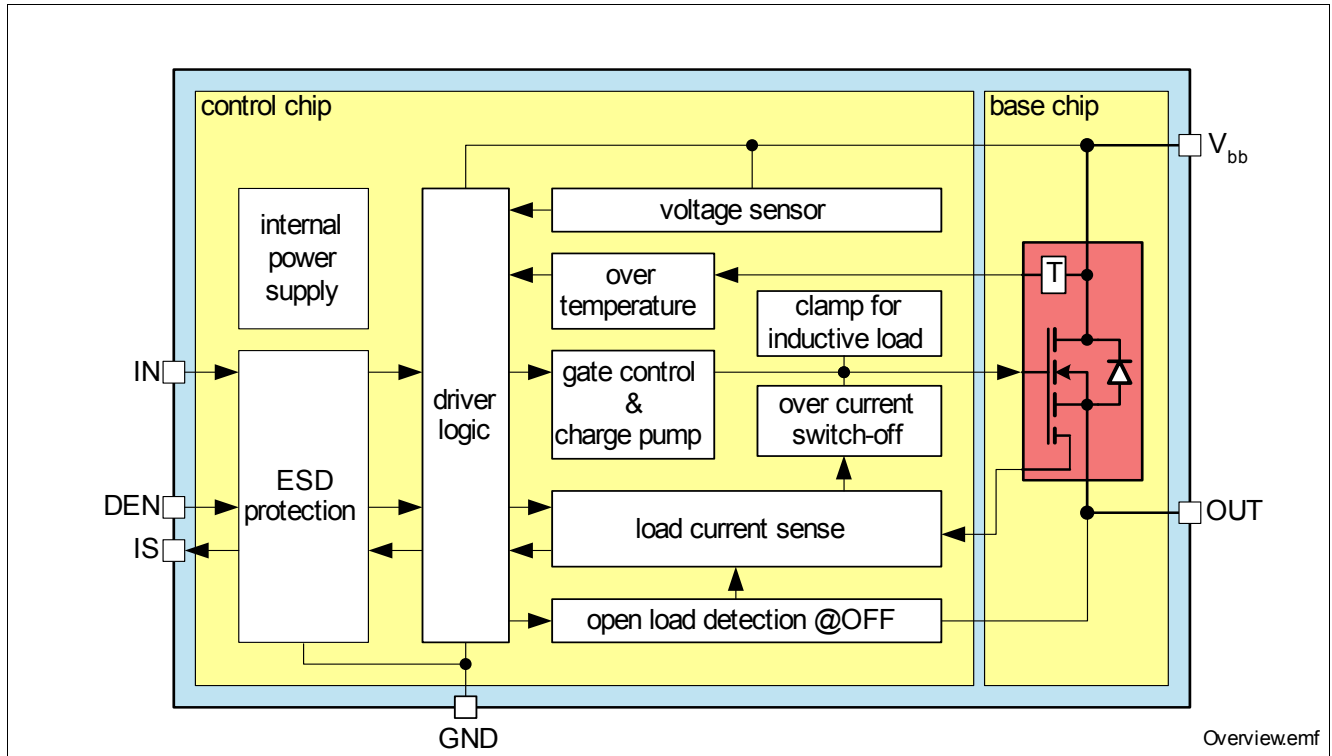 control chip
base chip
V_bb
internal
power
supply
voltage sensor
over
temperature
T
clamp for
inductive load
IN
driver
logic
gate control
&
charge pump
over current
switch-off
ESD
protection
DEN
IS
load current sense
OUT
open load detection @OFF
GND
Overview.emf